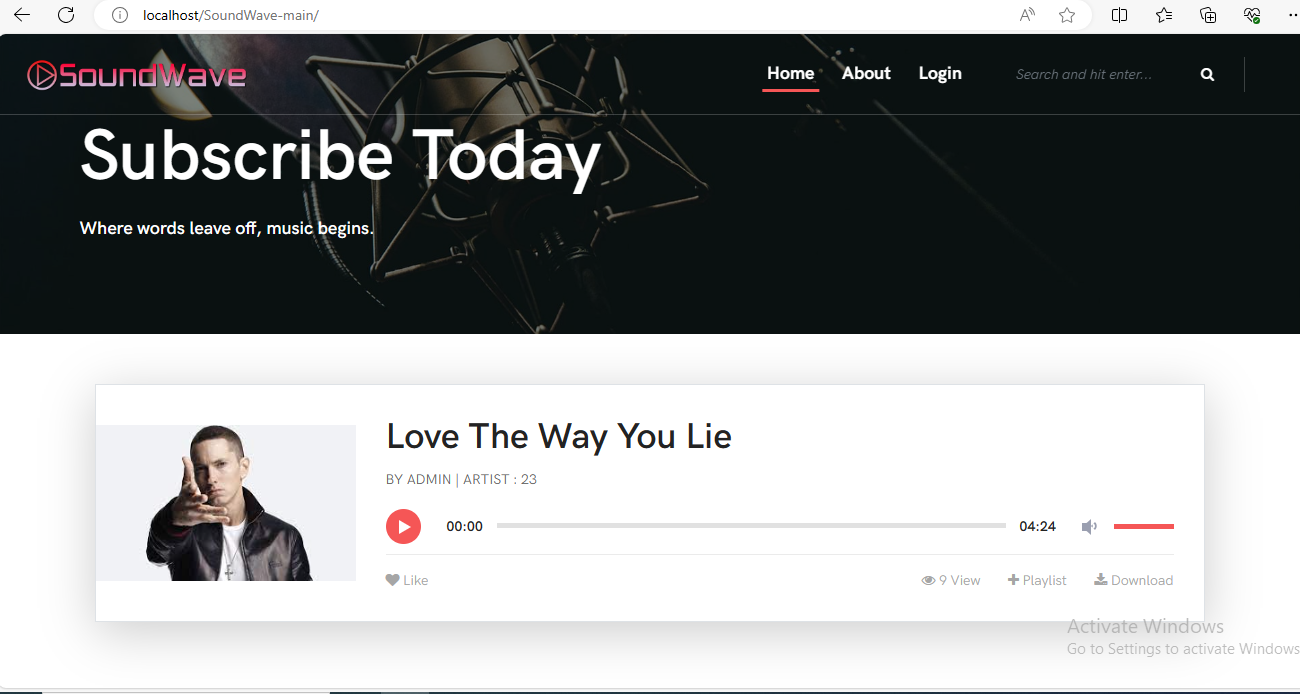 localhost/SoundWave-main/
SoundWave
Home About Login Search and hit enter...
Subscribe Today
Where words leave off, music begins.
Love The Way You Lie
BY ADMIN | ARTIST : 23
00:00 04:24
Like 9 View Playlist Download
Activate Windows
Go to Settings to activate Windows